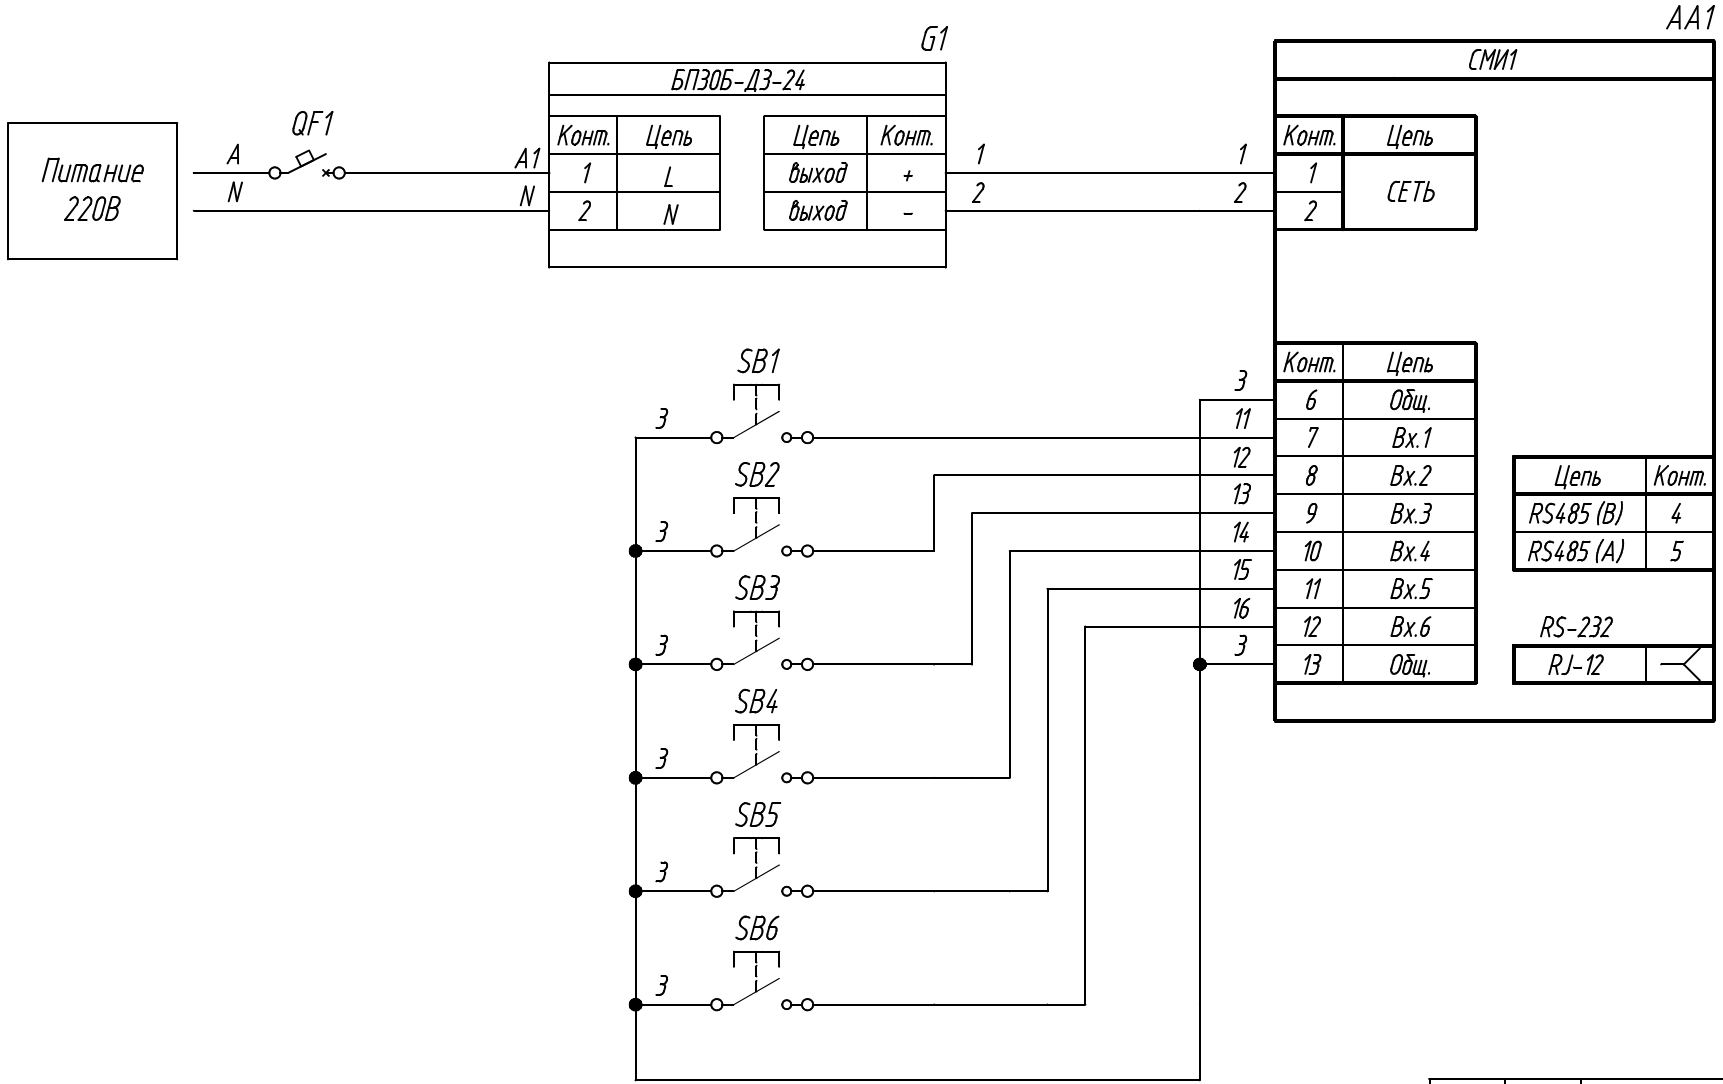 AA1
G1
СМИ1
БП30Б-Д3-24
QF1
Питание
220В
A
N
A1
N
Конт. Цепь
1 L
2 N
Цепь Конт.
выход +
выход -
1
2
1
2
Конт. Цепь
1 СЕТЬ
2
SB1
3
SB2
3
SB3
3
SB4
3
SB5
3
SB6
3
3
11
12
13
14
15
16
3
Конт. Цепь
6 Общ.
7 Вх.1
8 Вх.2
9 Вх.3
10 Вх.4
11 Вх.5
12 Вх.6
13 Общ.
Цепь Конт.
RS485 (B) 4
RS485 (A) 5
RS-232
RJ-12